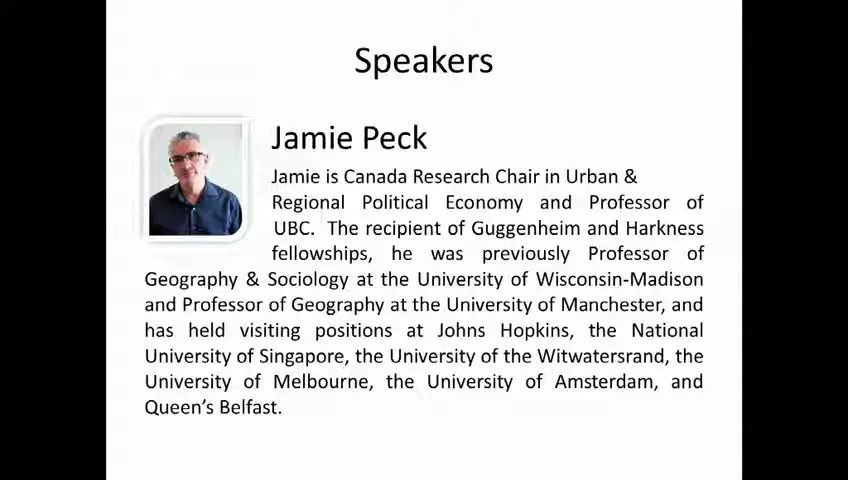 Speakers
Jamie Peck
Jamie is Canada Research Chair in Urban &
Regional Political Economy and Professor of
UBC. The recipient of Guggenheim and Harkness
fellowships, he was previously Professor of
Geography & Sociology at the University of Wisconsin-Madison
and Professor of Geography at the University of Manchester, and
has held visiting positions at Johns Hopkins, the National
University of Singapore, the University of the Witwatersrand, the
University of Melbourne, the University of Amsterdam, and
Queen's Belfast.